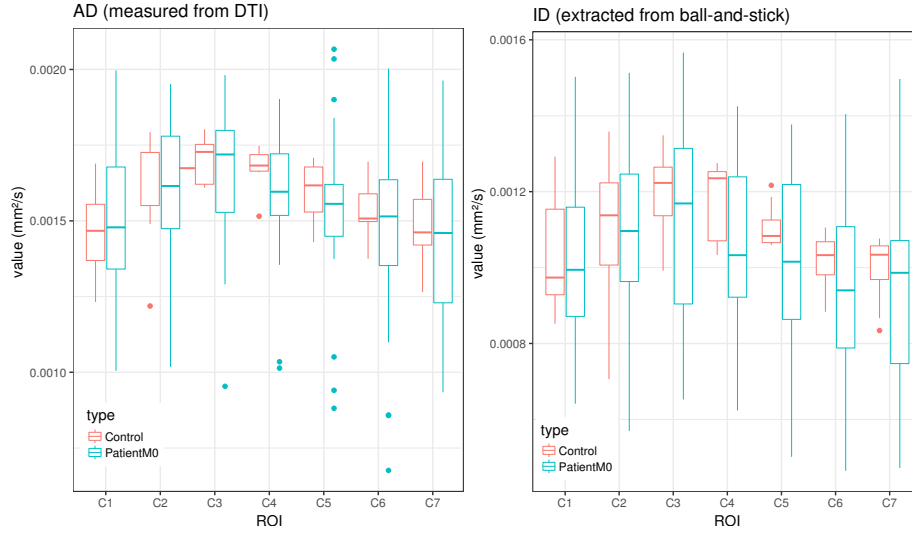 AD (measured from DTI)
value (mm²/s)
0.0020
0.0015
0.0010
type
Control
PatientM0
C1 C2 C3 C4 C5 C6 C7
ROI
ID (extracted from ball-and-stick)
value (mm²/s)
0.0016
0.0012
0.0008
type
Control
PatientM0
C1 C2 C3 C4 C5 C6 C7
ROI